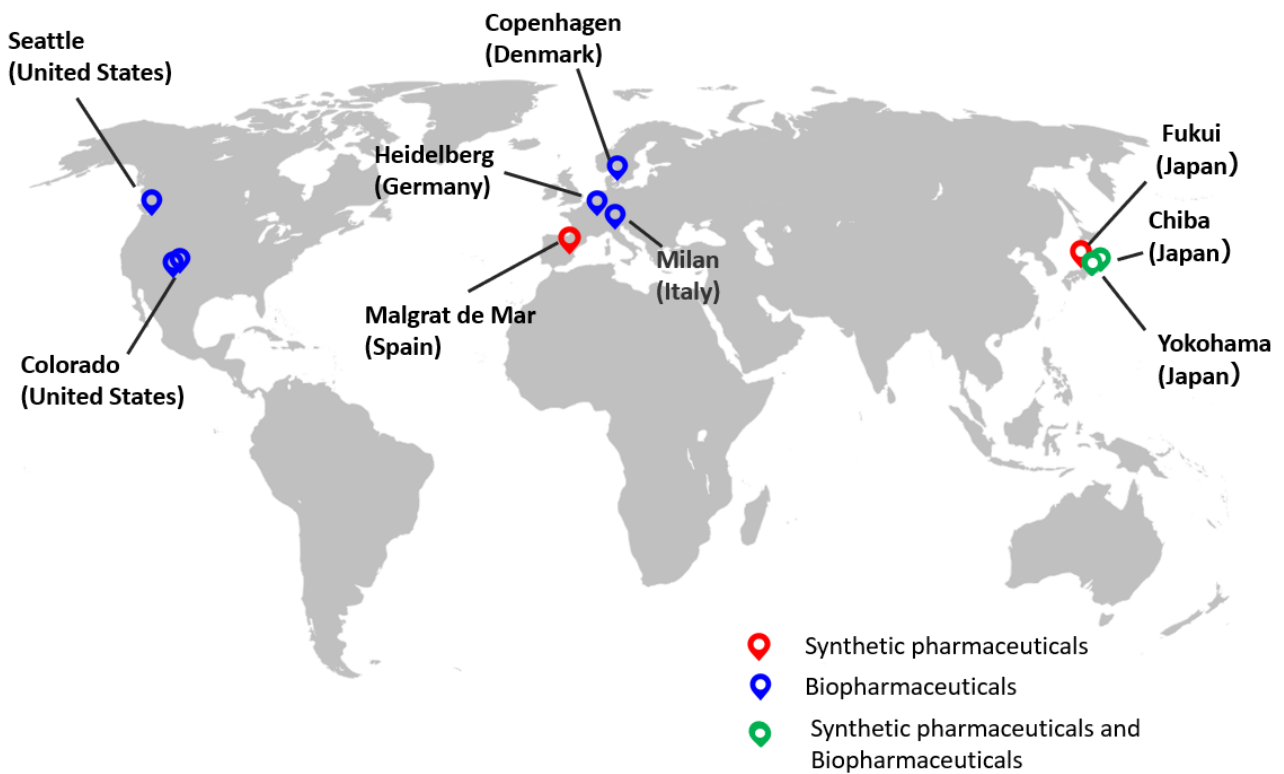 Copenhagen
(Denmark)
Seattle
(United States)
Heidelberg
(Germany)
Fukui
(Japan）
Chiba
(Japan）
Milan
(Italy)
Malgrat de Mar
(Spain)
Colorado
(United States)
Yokohama
(Japan）
Synthetic pharmaceuticals
Biopharmaceuticals
Synthetic pharmaceuticals and
Biopharmaceuticals